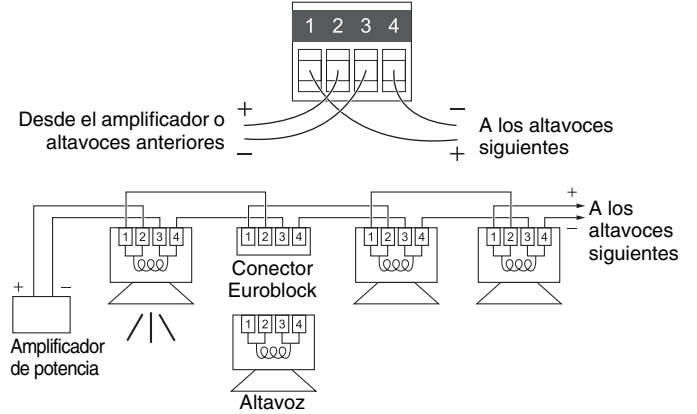 1 2 3 4
+
Desde el amplificador o
altavoces anteriores
−
−
A los altavoces
siguientes
+
1 2 3 4
1 2 3 4
1 2 3 4
1 2 3 4
+
A los
altavoces
siguientes
−
Conector
Euroblock
+ −
Amplificador
de potencia
1 2 3 4
Altavoz